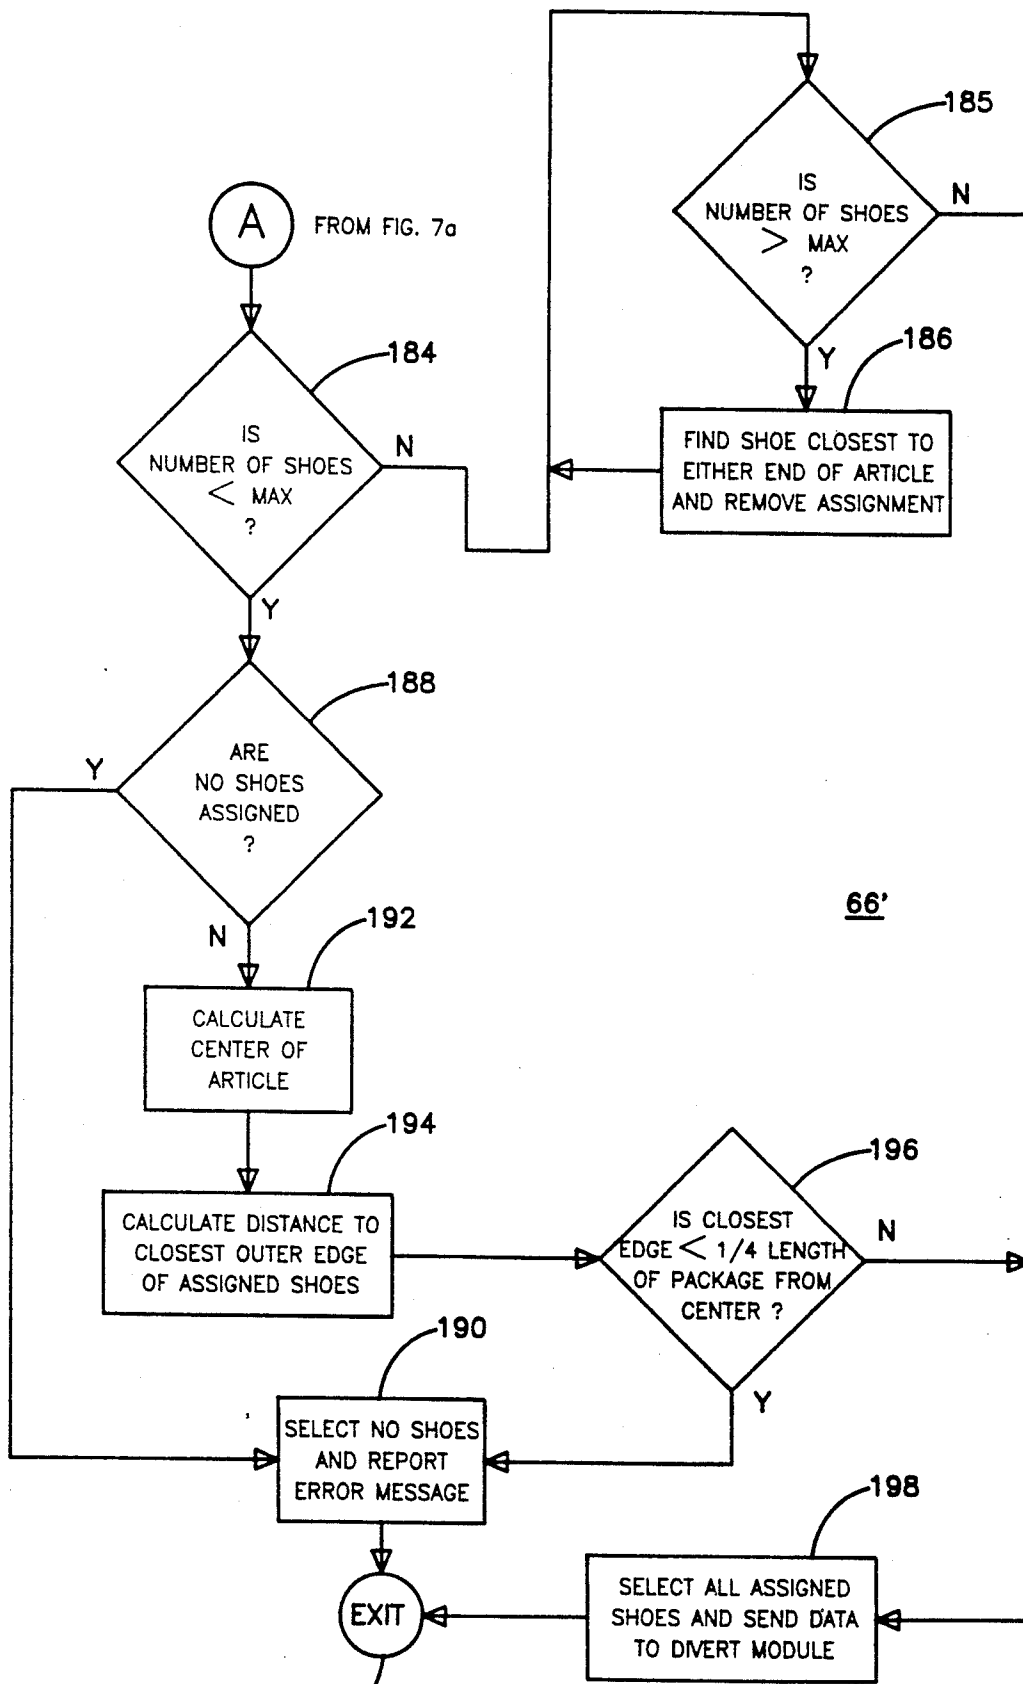 185
IS
NUMBER OF SHOES
> MAX
?
N
Y
A
FROM FIG. 7a
184
IS
NUMBER OF SHOES
< MAX
?
N
Y
186
FIND SHOE CLOSEST TO
EITHER END OF ARTICLE
AND REMOVE ASSIGNMENT
188
ARE
NO SHOES
ASSIGNED
?
Y
N
66'
192
CALCULATE
CENTER OF
ARTICLE
194
CALCULATE DISTANCE TO
CLOSEST OUTER EDGE
OF ASSIGNED SHOES
196
IS CLOSEST
EDGE < 1/4 LENGTH
OF PACKAGE FROM
CENTER ?
N
Y
190
SELECT NO SHOES
AND REPORT
ERROR MESSAGE
198
SELECT ALL ASSIGNED
SHOES AND SEND DATA
TO DIVERT MODULE
EXIT